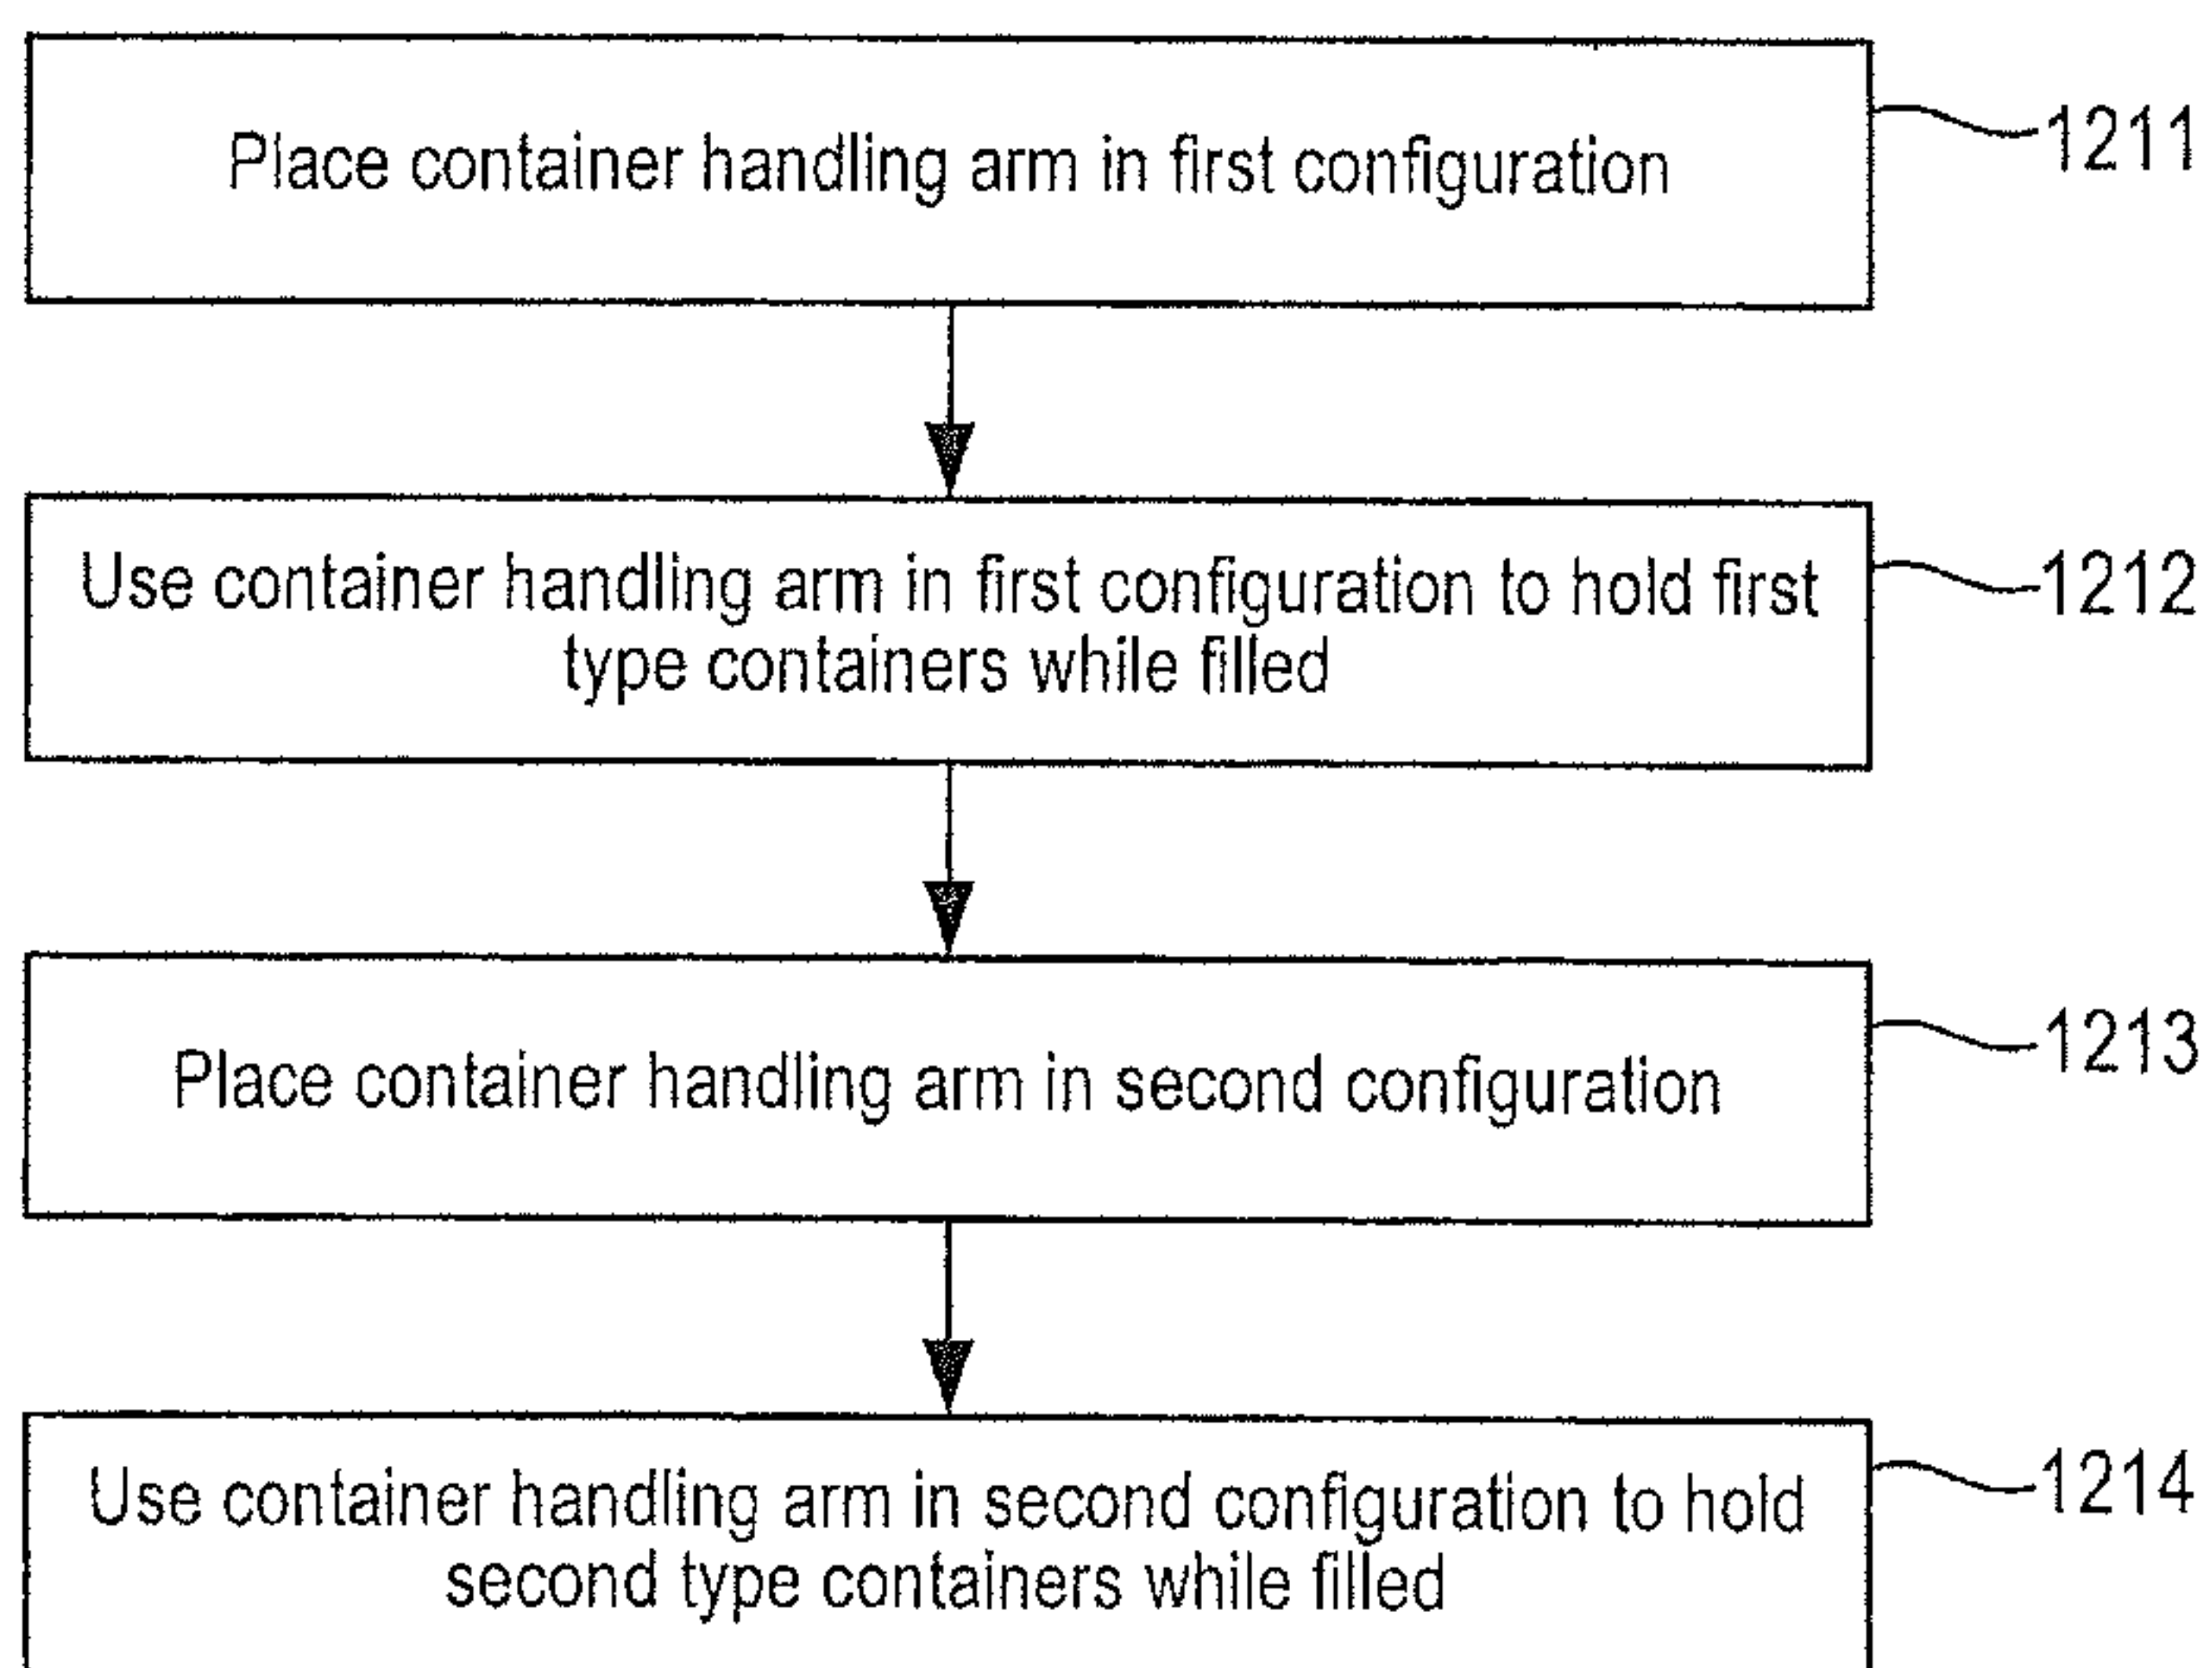 Place container handling arm in first configuration
1211
Use container handling arm in first configuration to hold first
type containers while filled
1212
Place container handling arm in second configuration
1213
Use container handling arm in second configuration to hold
second type containers while filled
1214